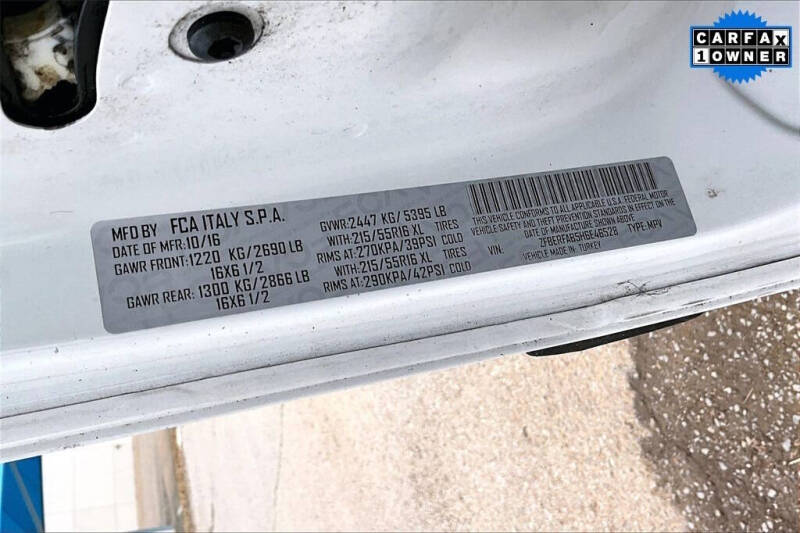 CARFAX
1 OWNER
MFD BY FCA ITALY S.P.A.
DATE OF MFR:10/16
GAWR FRONT:1220 KG/2690 LB
16X6 1/2
GAWR REAR: 1300 KG/2866 LB
16X6 1/2
GVWR:2447 KG/5395 LB
WITH:215/55R16 XL TIRES
RIMS AT:270KPA/39PSI COLD
WITH:215/55R16 XL TIRES
RIMS AT:290KPA/42PSI COLD
THIS VEHICLE CONFORMS TO ALL APPLICABLE U.S.A. FEDERAL MOTOR
VEHICLE SAFETY AND THEFT PREVENTION STANDARDS IN EFFECT ON THE
DATE OF MANUFACTURE SHOWN ABOVE
VIN: ZFBERFAB5H6E48528 TYPE:MPV
MADE IN: TURKEY